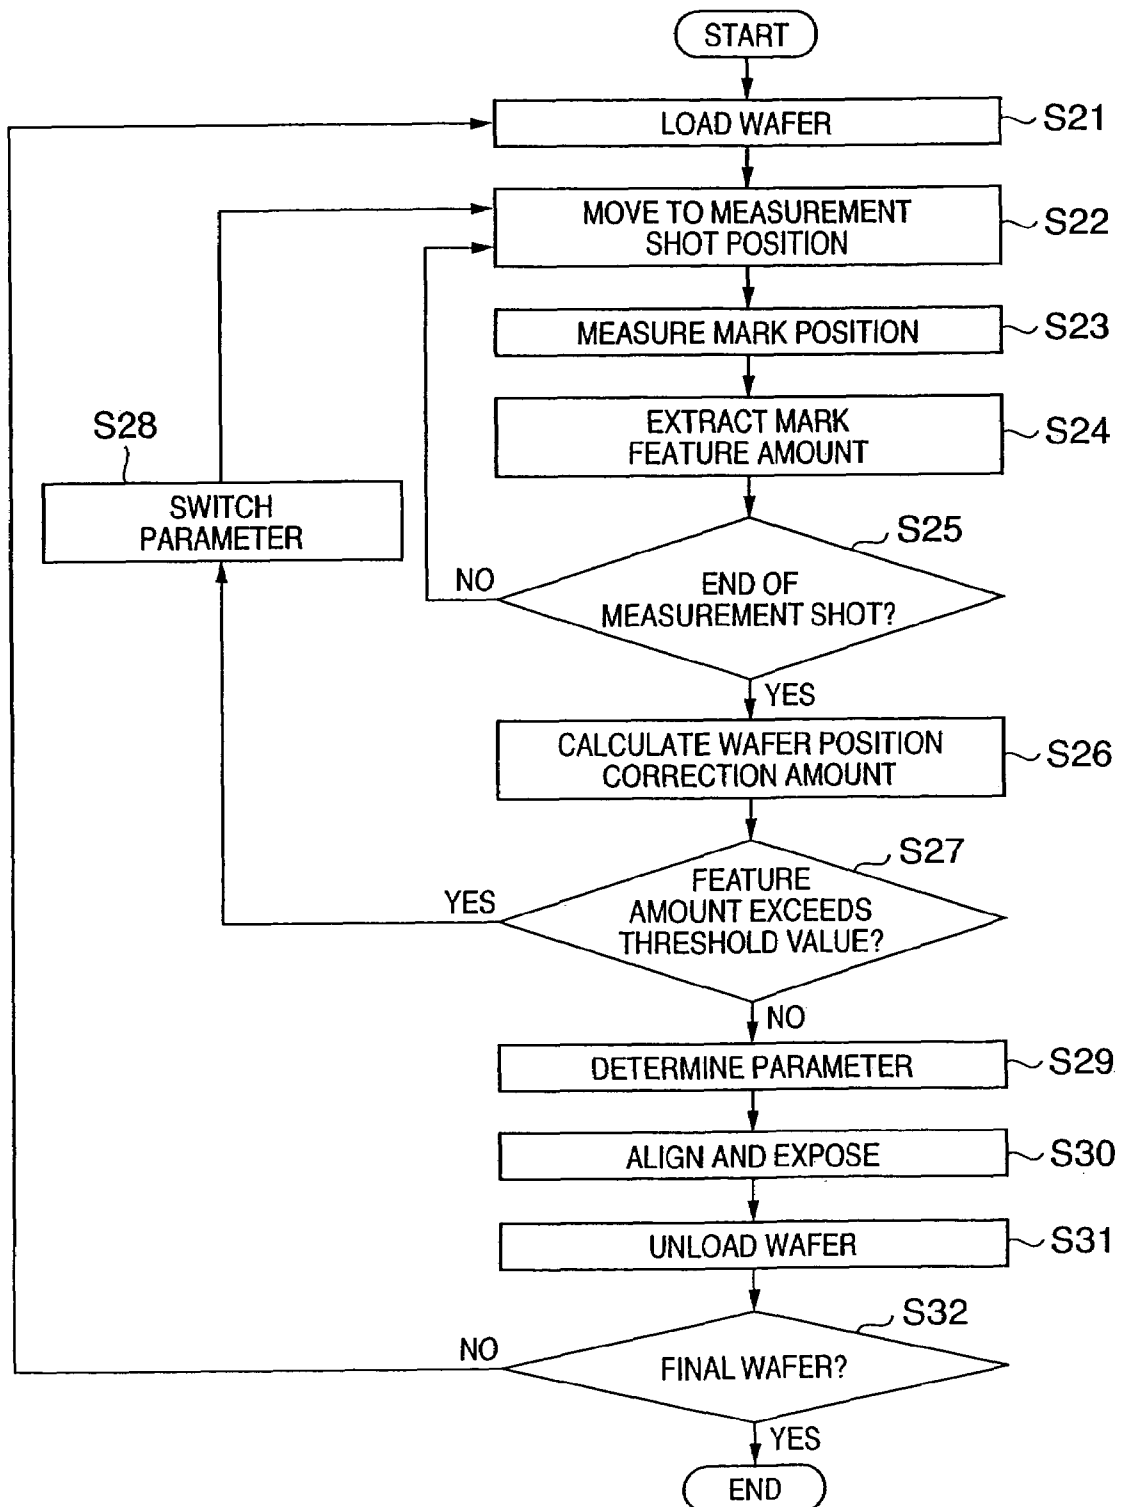 START
LOAD WAFER
S21
MOVE TO MEASUREMENT
SHOT POSITION
S22
MEASURE MARK POSITION
S23
EXTRACT MARK
FEATURE AMOUNT
S24
S28
SWITCH
PARAMETER
S25
NO
END OF
MEASUREMENT SHOT?
YES
CALCULATE WAFER POSITION
CORRECTION AMOUNT
S26
S27
YES
FEATURE
AMOUNT EXCEEDS
THRESHOLD VALUE?
NO
DETERMINE PARAMETER
S29
ALIGN AND EXPOSE
S30
UNLOAD WAFER
S31
S32
NO
FINAL WAFER?
YES
END